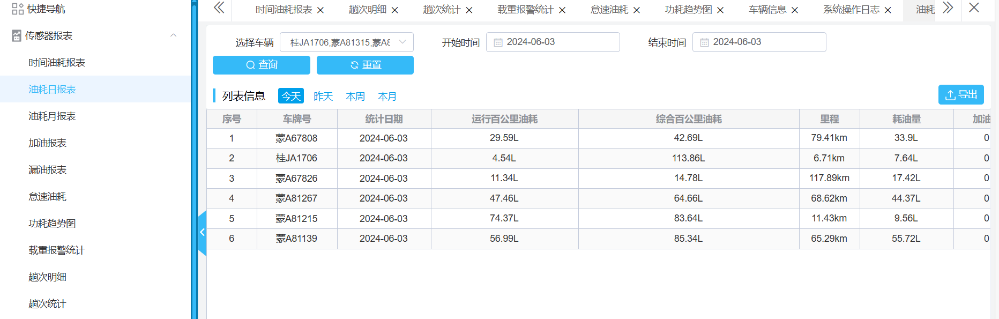 快捷导航
传感器报表
时间油耗报表
油耗日报表
油耗月报表
加油报表
漏油报表
怠速油耗
功耗趋势图
载重报警统计
趟次明细
趟次统计
时间油耗报表 趟次明细 趟次统计 载重报警统计 怠速油耗 功耗趋势图 车辆信息 系统操作日志 油耗
选择车辆 桂JA1706,蒙A81315,蒙A8 开始时间 2024-06-03 结束时间 2024-06-03
查询 重置
列表信息 今天 昨天 本周 本月 导出
序号 车牌号 统计日期 运行百公里油耗 综合百公里油耗 里程 耗油量 加油
1 蒙A67808 2024-06-03 29.59L 42.69L 79.41km 33.9L 0
2 桂JA1706 2024-06-03 4.54L 113.86L 6.71km 7.64L 0
3 蒙A67826 2024-06-03 11.34L 14.78L 117.89km 17.42L 0
4 蒙A81267 2024-06-03 47.46L 64.66L 68.62km 44.37L 0
5 蒙A81215 2024-06-03 74.37L 83.64L 11.43km 9.56L 0
6 蒙A81139 2024-06-03 56.99L 85.34L 65.29km 55.72L 0